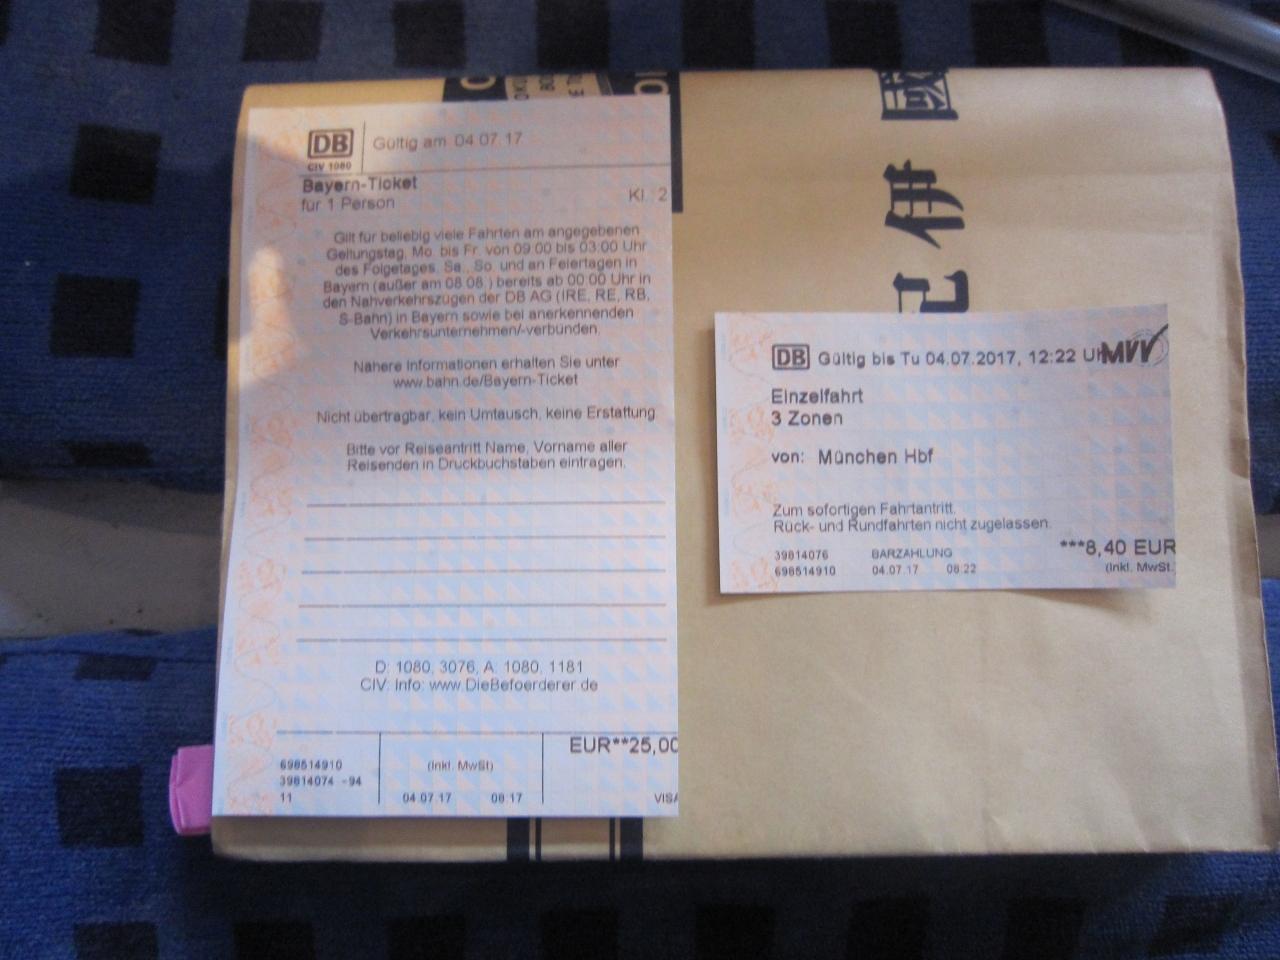 DB
Gültig am 04.07.17
CIV 1080
Bayern-Ticket
für 1 Person
Kl. 2
Gilt für beliebig viele Fahrten am angegebenen
Geltungstag, Mo. bis Fr. von 09:00 bis 03:00 Uhr
des Folgetages, Sa., So. und an Feiertagen in
Bayern (außer am 08.08.) bereits ab 00:00 Uhr in
den Nahverkehrszügen der DB AG (IRE, RE, RB,
S-Bahn) in Bayern sowie bei anerkennenden
Verkehrsunternehmen/-verbünden.
Nähere Informationen erhalten Sie unter
www.bahn.de/Bayern-Ticket
Nicht übertragbar, kein Umtausch, keine Erstattung
Bitte vor Reiseantritt Name, Vorname aller
Reisenden in Druckbuchstaben eintragen.
D: 1080, 3076, A: 1080, 1181
CIV: Info: www.DieBefoerderer.de
EUR**25,00
698514910
39814074 -94
11
(inkl. MwSt)
04.07.17 08:17
VISA
伊
DB Gültig bis Tu 04.07.2017, 12:22 Uh
MVV
Einzelfahrt
3 Zonen
von: München Hbf
Zum sofortigen Fahrtantritt.
Rück- und Rundfahrten nicht zugelassen.
***8,40 EUR
39814076 BARZAHLUNG
698514910 04.07.17 08:22
(inkl. MwSt.